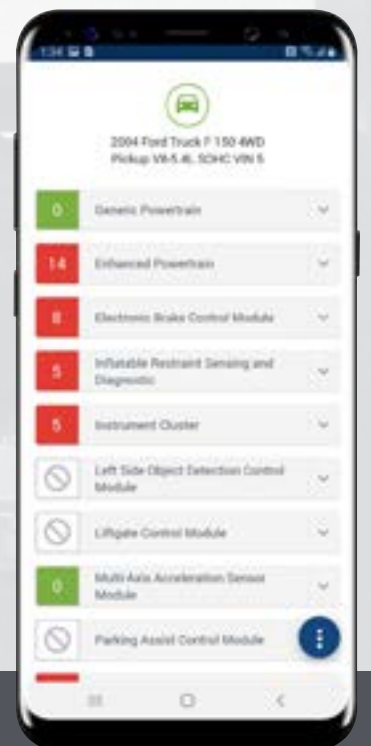 1:34
2004 Ford Truck F 150 4WD
Pickup V8-5.4L SOHC VIN 5
0 Generic Powertrain
14 Enhanced Powertrain
8 Electronic Brake Control Module
5 Inflatable Restraint Sensing and
Diagnostic
5 Instrument Cluster
Left Side Object Detection Control
Module
Liftgate Control Module
0 Multi-Axis Acceleration Sensor
Module
Parking Assist Control Module